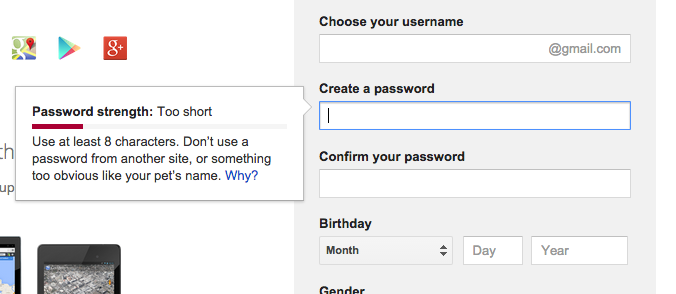 Choose your username
@gmail.com
Create a password
Password strength: Too short
Use at least 8 characters. Don't use a
password from another site, or something
too obvious like your pet's name. Why?
Confirm your password
th
up
Birthday
Month
Day
Year
Gender
g+